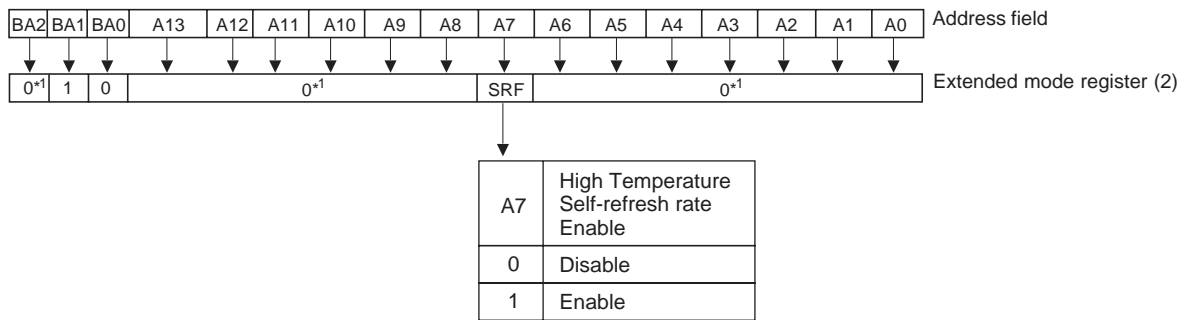 BA2 BA1 BA0 A13 A12 A11 A10 A9 A8 A7 A6 A5 A4 A3 A2 A1 A0 Address field
0*1 1 0 0*1 SRF 0*1 Extended mode register (2)
A7 High Temperature
Self-refresh rate
Enable
0 Disable
1 Enable